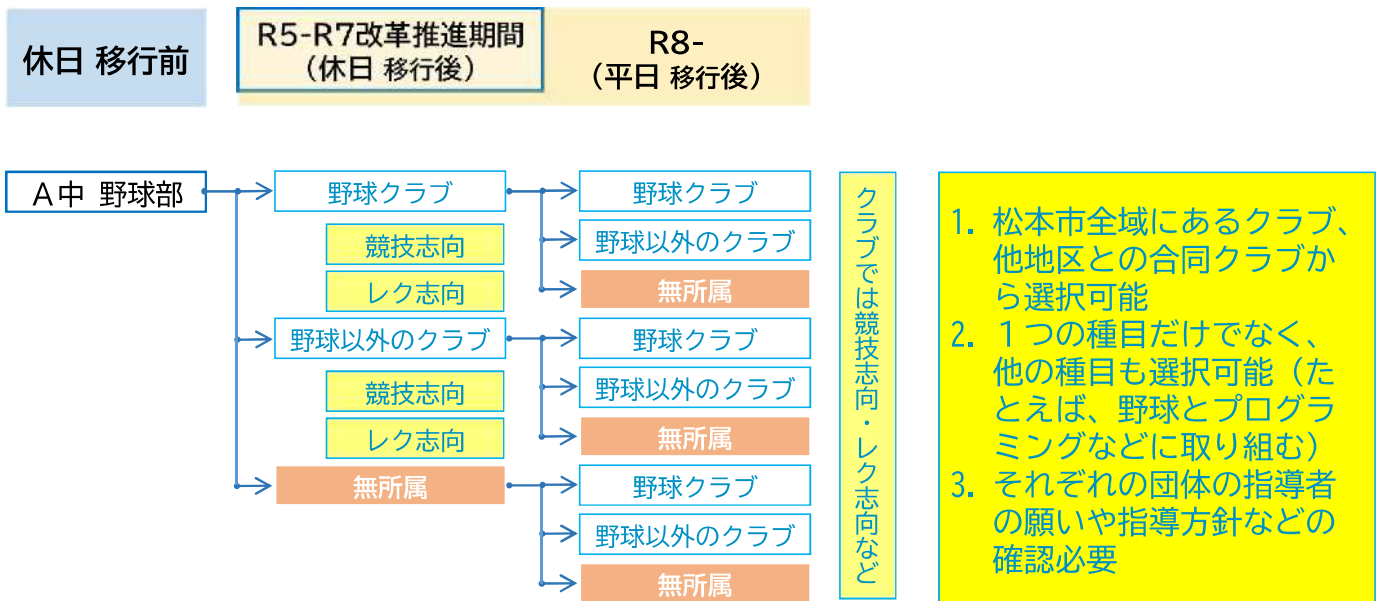 休日 移行前
R5-R7改革推進期間
（休日 移行後）
R8-
（平日 移行後）
A中 野球部
野球クラブ
競技志向
レク志向
野球以外のクラブ
競技志向
レク志向
無所属
野球クラブ
野球以外のクラブ
無所属
野球クラブ
野球以外のクラブ
無所属
野球クラブ
野球以外のクラブ
無所属
クラブでは競技志向・レク志向など
1. 松本市全域にあるクラブ、
他地区との合同クラブか
ら選択可能
2. １つの種目だけでなく、
他の種目も選択可能（た
とえば、野球とプログラ
ミングなどに取り組む）
3. それぞれの団体の指導者
の願いや指導方針などの
確認必要